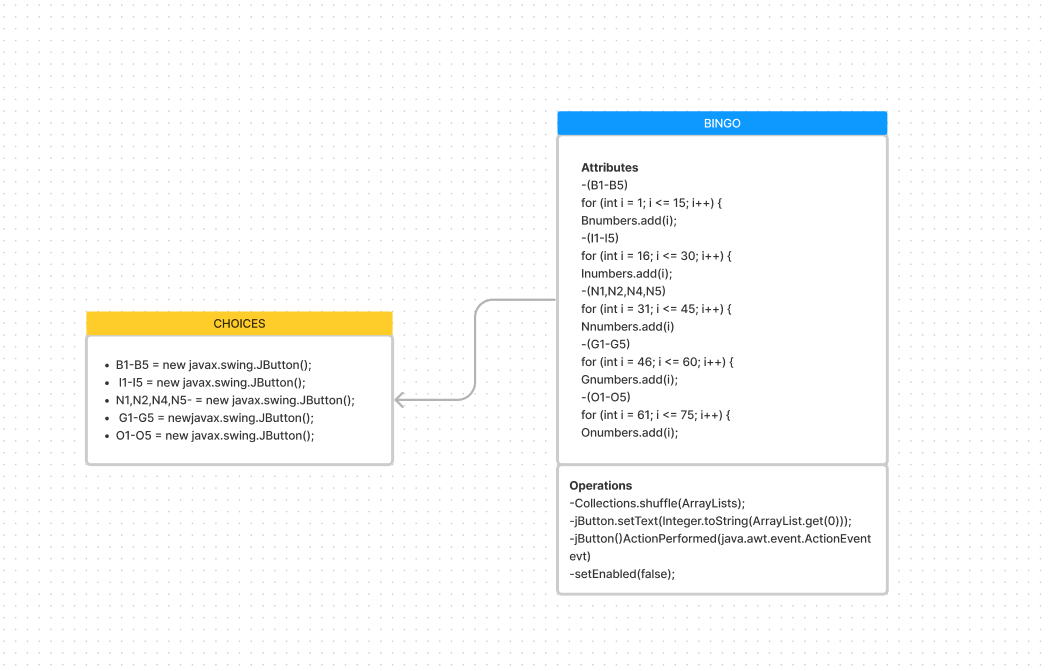 BINGO
Attributes
-(B1-B5)
for (int i = 1; i <= 15; i++) {
Bnumbers.add(i);
-(I1-I5)
for (int i = 16; i <= 30; i++) {
Inumbers.add(i);
-(N1,N2,N4,N5)
for (int i = 31; i <= 45; i++) {
Nnumbers.add(i)
-(G1-G5)
for (int i = 46; i <= 60; i++) {
Gnumbers.add(i);
-(O1-O5)
for (int i = 61; i <= 75; i++) {
Onumbers.add(i);
Operations
-Collections.shuffle(ArrayLists);
-jButton.setText(Integer.toString(ArrayList.get(0)));
-jButton()ActionPerformed(java.awt.event.ActionEvent
evt)
-setEnabled(false);
CHOICES
• B1-B5 = new javax.swing.JButton();
• I1-I5 = new javax.swing.JButton();
• N1,N2,N4,N5- = new javax.swing.JButton();
• G1-G5 = newjavax.swing.JButton();
• O1-O5 = new javax.swing.JButton();